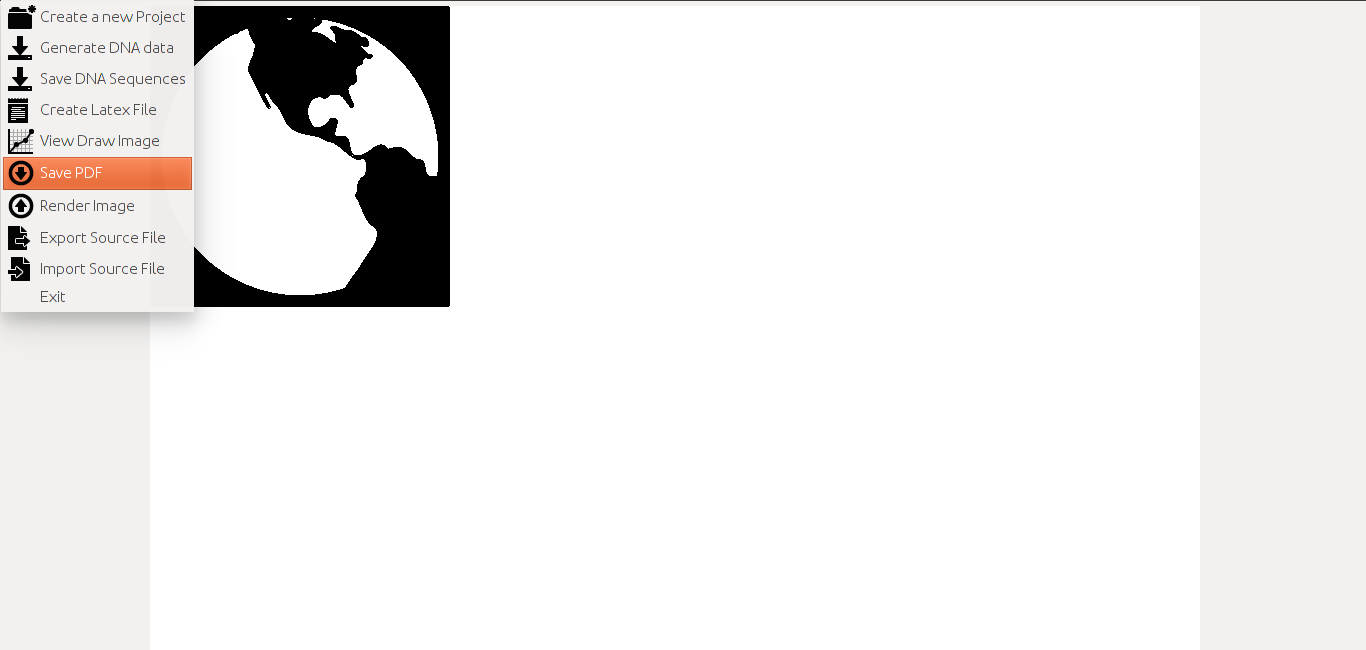 Create a new Project
Generate DNA data
Save DNA Sequences
Create Latex File
View Draw Image
Save PDF
Render Image
Export Source File
Import Source File
Exit